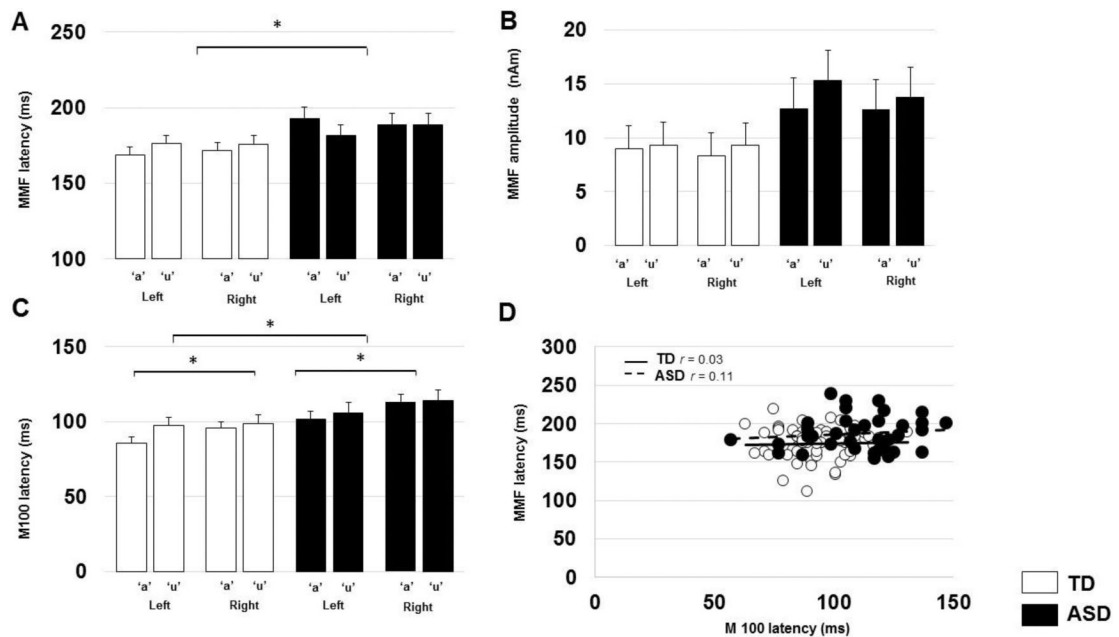 A
MMF latency (ms)
250
200
150
100
*
'a' 'u' 'a' 'u' 'a' 'u' 'a' 'u'
Left Right Left Right
B
MMF amplitude (nAm)
20
15
10
5
0
'a' 'u' 'a' 'u' 'a' 'u' 'a' 'u'
Left Right Left Right
C
M100 latency (ms)
150
100
50
0
*
* *
'a' 'u' 'a' 'u' 'a' 'u' 'a' 'u'
Left Right Left Right
D
MMF latency (ms)
300
250
200
150
100
50
0
TD r = 0.03
ASD r = 0.11
0 50 100 150
M 100 latency (ms)
TD
ASD